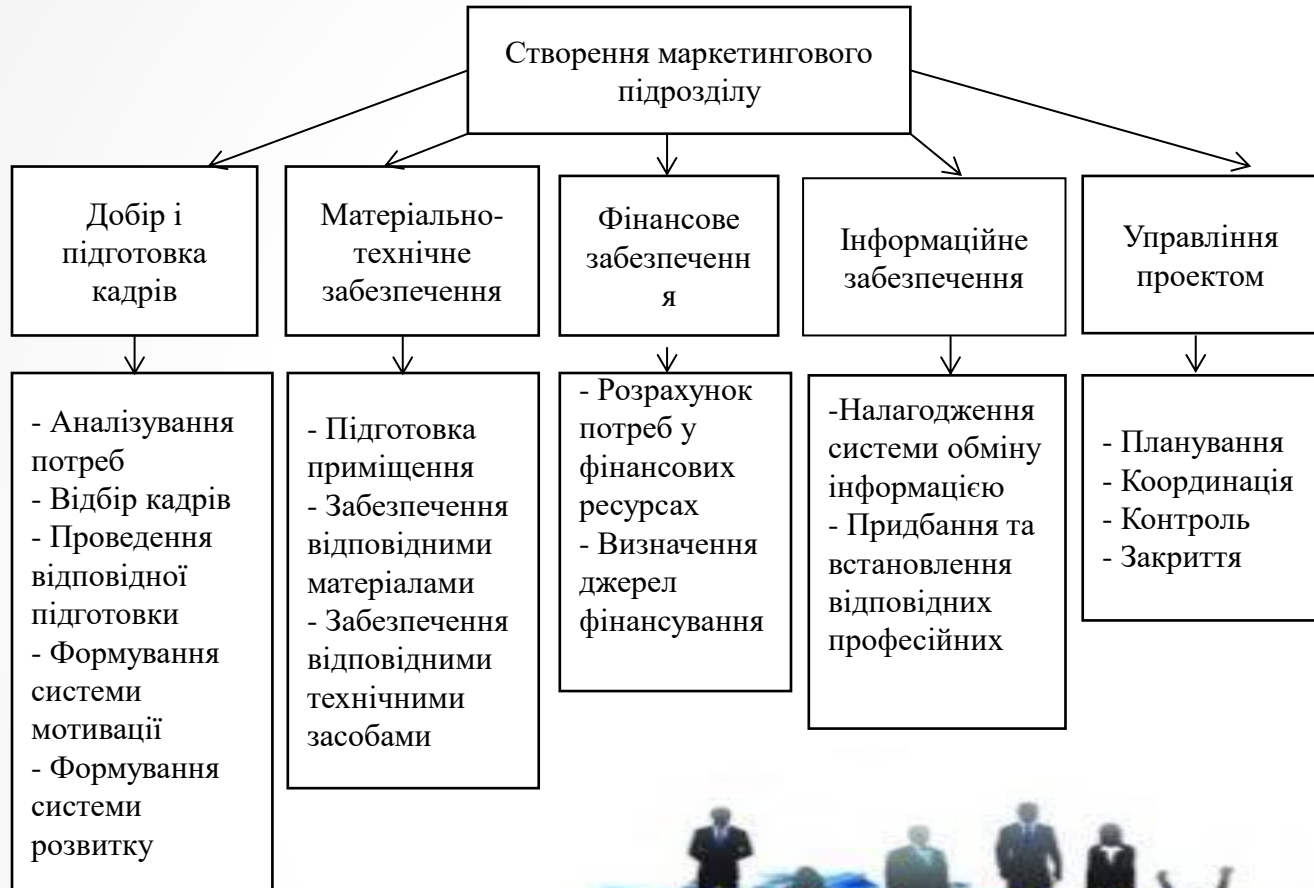 Створення маркетингового
підрозділу
Добір і
підготовка
кадрів
Матеріально-
технічне
забезпечення
Фінансове
забезпеченн
я
Інформаційне
забезпечення
Управління
проектом
- Аналізування
потреб
- Відбір кадрів
- Проведення
відповідної
підготовки
- Формування
системи
мотивації
- Формування
системи
розвитку
- Підготовка
приміщення
- Забезпечення
відповідними
матеріалами
- Забезпечення
відповідними
технічними
засобами
- Розрахунок
потреб у
фінансових
ресурсах
- Визначення
джерел
фінансування
-Налагодження
системи обміну
інформацією
- Придбання та
встановлення
відповідних
професійних
- Планування
- Координація
- Контроль
- Закриття